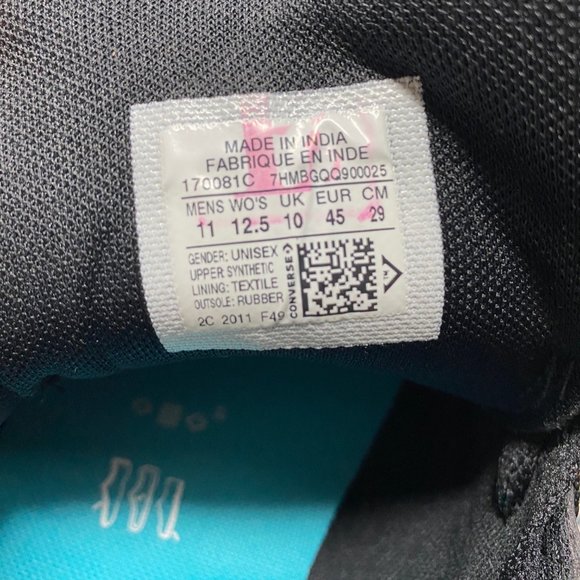 MADE IN INDIA
FABRIQUE EN INDE
170081C 7HMBGQQ900025
MENS WO'S UK EUR CM
11 12.5 10 45 29
GENDER: UNISEX
UPPER SYNTHETIC
LINING: TEXTILE
OUTSOLE: RUBBER
CONVERSE
2C 2011 F49